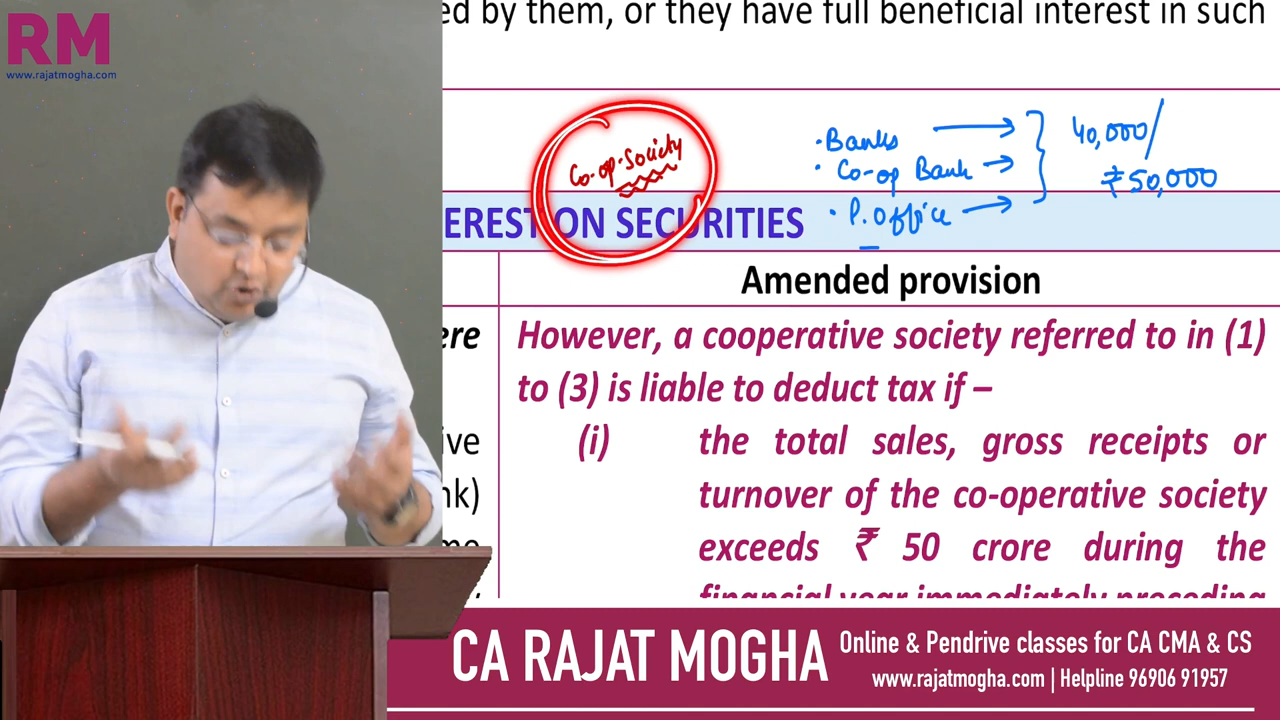 RM
www.rajatmogha.com
ed by them, or they have full beneficial interest in such
Co-op. Society
• Banks
• Co-op Bank
• P. Office
40,000/
₹50,000
EREST ON SECURITIES
Amended provision
ere
However, a cooperative society referred to in (1)
to (3) is liable to deduct tax if –
ive
(i) the total sales, gross receipts or
nk)
turnover of the co-operative society
exceeds ₹ 50 crore during the
financial year immediately preceding
CA RAJAT MOGHA
Online & Pendrive classes for CA CMA & CS
www.rajatmogha.com | Helpline 96906 91957